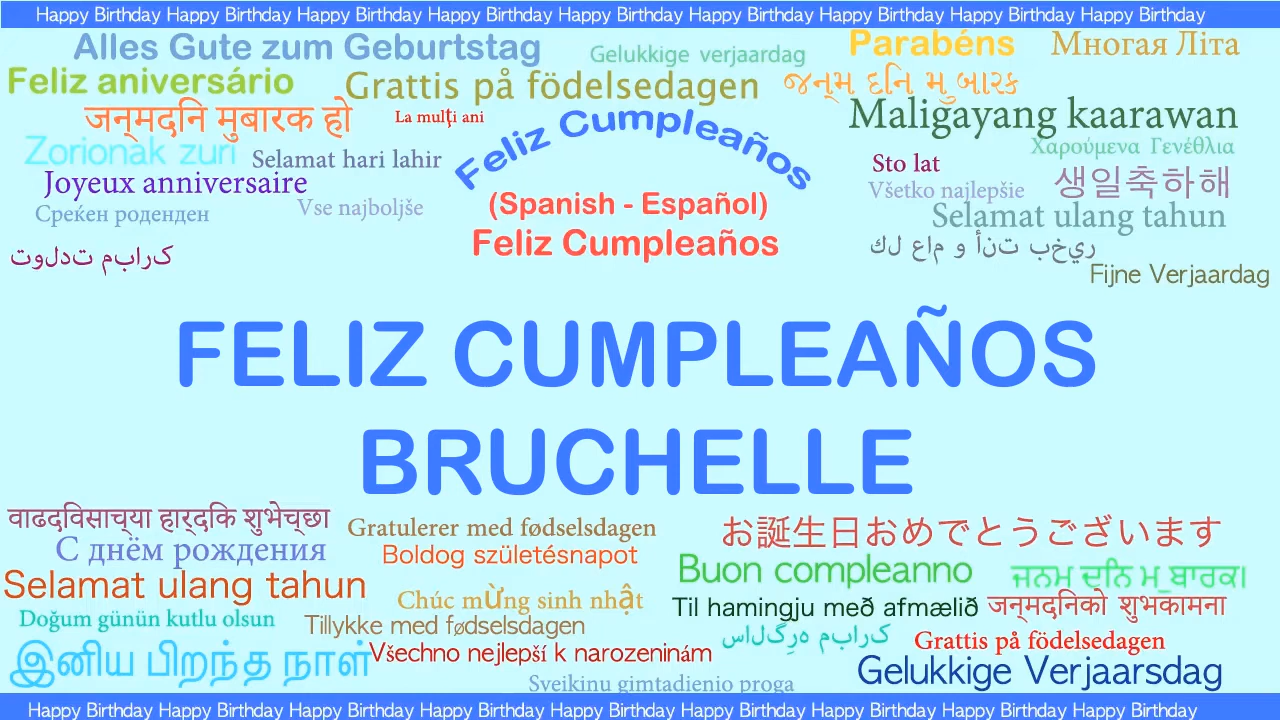 Happy Birthday Happy Birthday Happy Birthday Happy Birthday Happy Birthday Happy Birthday Happy Birthday Happy Birthday Happy Birthday
Alles Gute zum Geburtstag
Gelukkige verjaardag
Parabéns
Многая Літа
Feliz aniversário
Grattis på födelsedagen
જન્મ દિન મુબારક
जन्मदिन मुबारक हो
La mulţi ani
Feliz Cumpleaños
Maligayang kaarawan
Zorionak zuri
Selamat hari lahir
Χαρούμενα Γενέθλια
Sto lat
Joyeux anniversaire
(Spanish - Español)
Všetko najlepšie
생일축하해
Среќен роденден
Vse najboljše
Selamat ulang tahun
Feliz Cumpleaños
تولدت مبارک
كل عام و أنت بخير
Fijne Verjaardag
FELIZ CUMPLEAÑOS
BRUCHELLE
वाढदिवसाच्या हार्दिक शुभेच्छा
Gratulerer med fødselsdagen
お誕生日おめでとうございます
С днём рождения
Boldog születésnapot
Buon compleanno
ਜਨਮ ਦਿਨ ਮੁਬਾਰਕ।
Selamat ulang tahun
Chúc mừng sinh nhật
Til hamingju með afmælið
जन्मदिनको शुभकामना
Doğum günün kutlu olsun
Tillykke med fødselsdagen
سالگرہ مبارک
Grattis på födelsedagen
இனிய பிறந்த நாள்
Všechno nejlepší k narozeninám
Gelukkige Verjaarsdag
Sveikinu gimtadienio proga
Happy Birthday Happy Birthday Happy Birthday Happy Birthday Happy Birthday Happy Birthday Happy Birthday Happy Birthday Happy Birthday